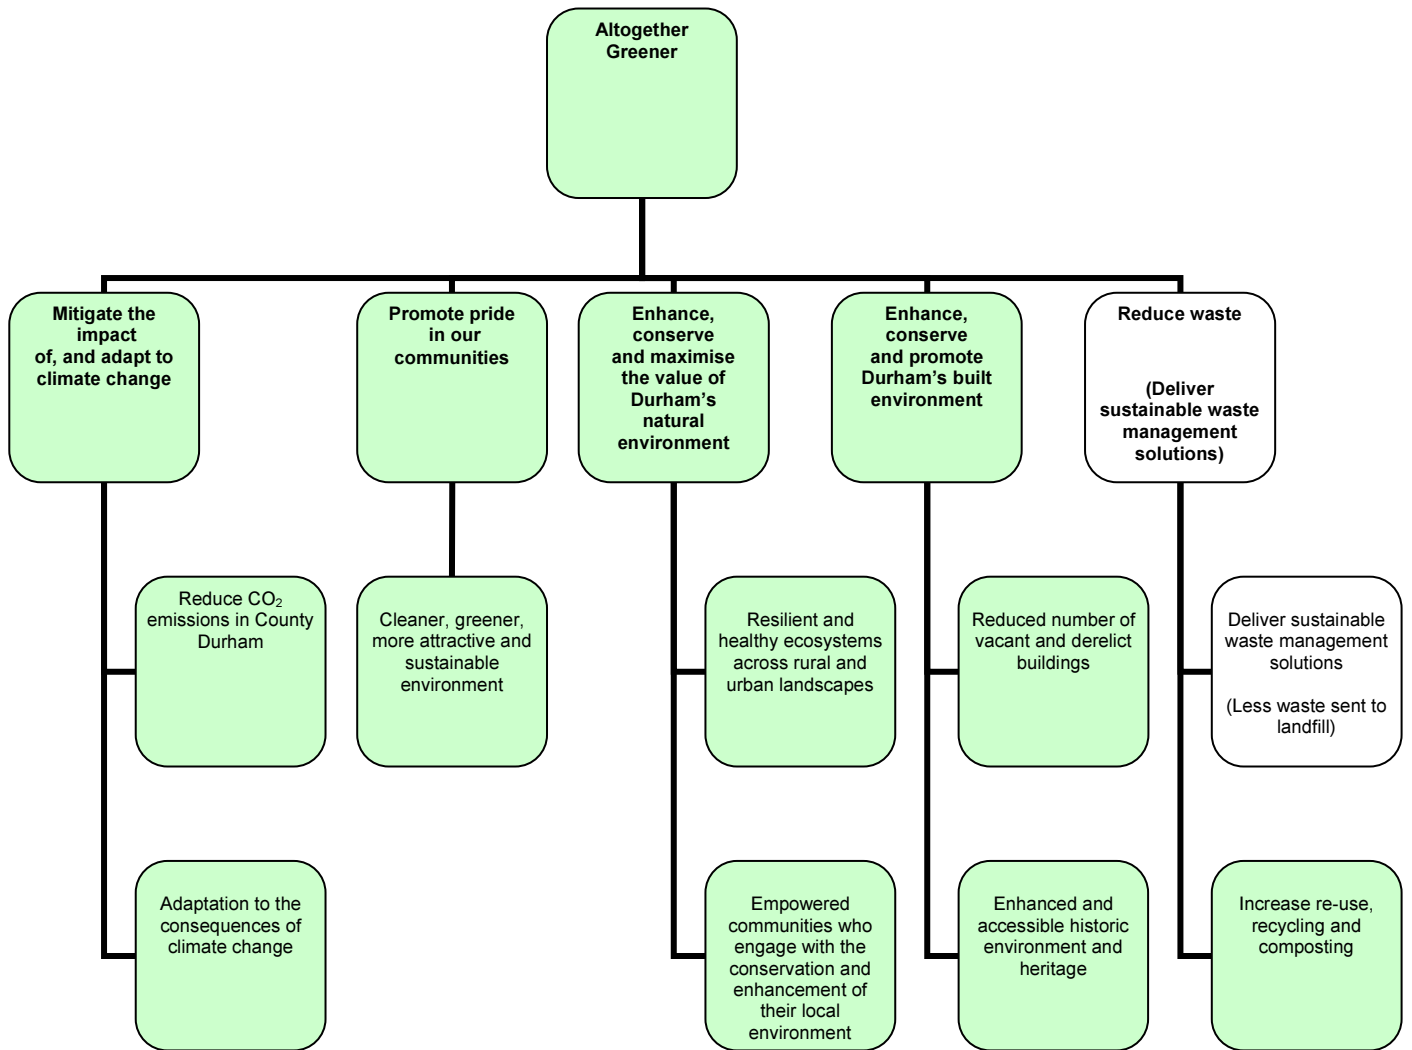 Altogether
Greener
Mitigate the
impact
of, and adapt to
climate change
Promote pride
in our
communities
Enhance,
conserve
and maximise
the value of
Durham’s
natural
environment
Enhance,
conserve
and promote
Durham’s built
environment
Reduce waste
(Deliver
sustainable waste
management
solutions)
Reduce CO₂
emissions in County
Durham
Cleaner, greener,
more attractive and
sustainable
environment
Resilient and
healthy ecosystems
across rural and
urban landscapes
Reduced number of
vacant and derelict
buildings
Deliver sustainable
waste management
solutions
(Less waste sent to
landfill)
Adaptation to the
consequences of
climate change
Empowered
communities who
engage with the
conservation and
enhancement of
their local
environment
Enhanced and
accessible historic
environment and
heritage
Increase re-use,
recycling and
composting